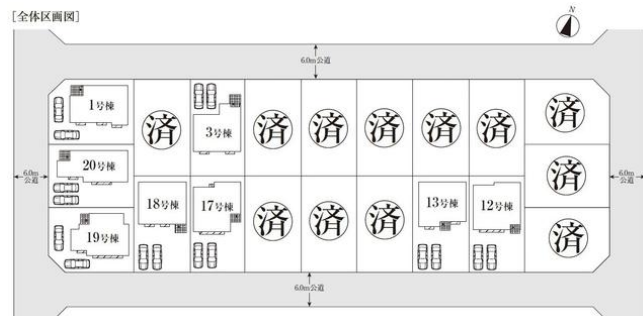 [全体区画図]
N
6.0m公道
1号棟
済
3号棟
済
済
済
済
済
済
20号棟
6.0m公道
済
6.0m公道
19号棟
18号棟
17号棟
済
済
済
13号棟
12号棟
済
6.0m公道